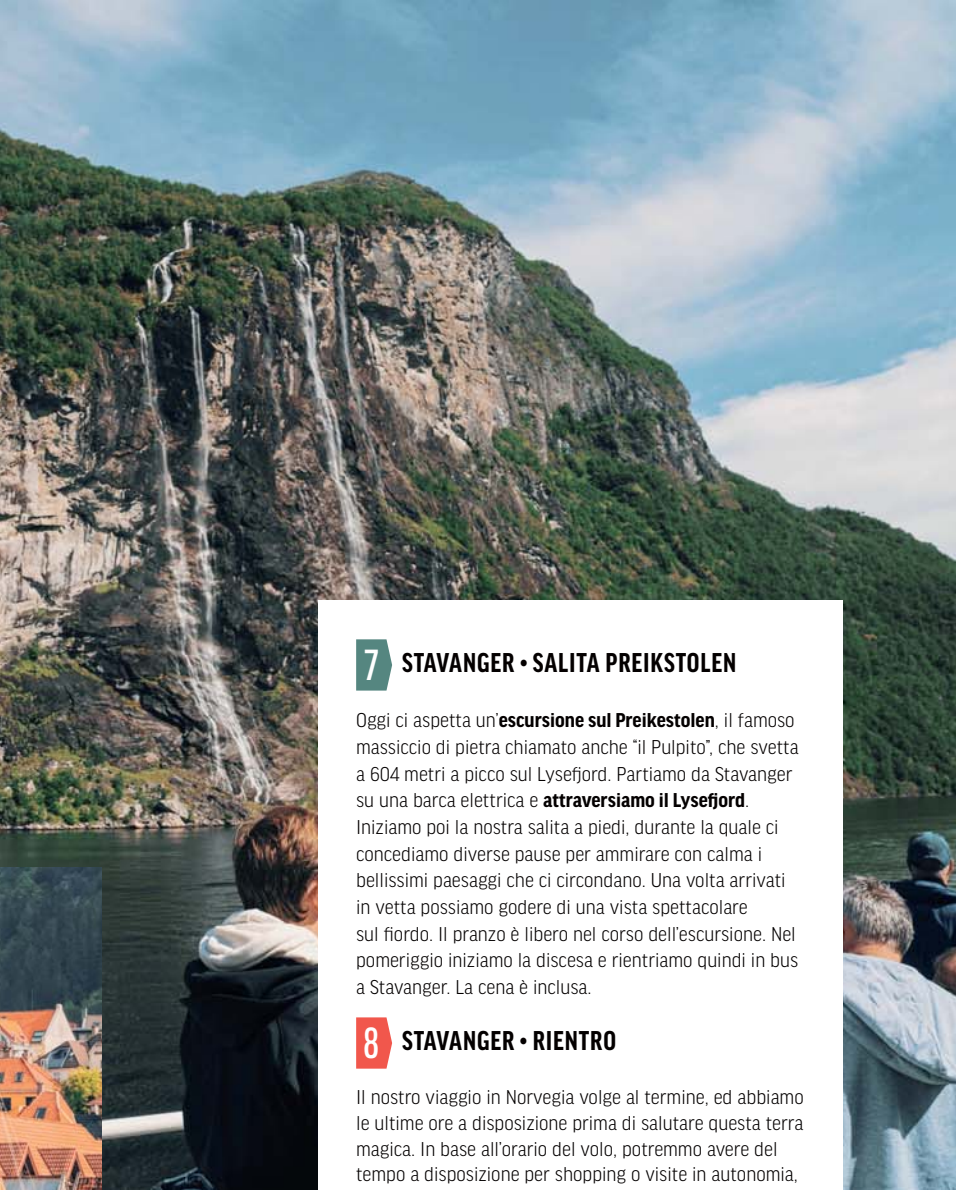 7 STAVANGER • SALITA PREIKSTOLEN
Oggi ci aspetta un'escursione sul Preikestolen, il famoso
massiccio di pietra chiamato anche “il Pulpito”, che svetta
a 604 metri a picco sul Lysefjord. Partiamo da Stavanger
su una barca elettrica e attraversiamo il Lysefjord.
Iniziamo poi la nostra salita a piedi, durante la quale ci
concediamo diverse pause per ammirare con calma i
bellissimi paesaggi che ci circondano. Una volta arrivati
in vetta possiamo godere di una vista spettacolare
sul fiordo. Il pranzo è libero nel corso dell'escursione. Nel
pomeriggio iniziamo la discesa e rientriamo quindi in bus
a Stavanger. La cena è inclusa.
8 STAVANGER • RIENTRO
Il nostro viaggio in Norvegia volge al termine, ed abbiamo
le ultime ore a disposizione prima di salutare questa terra
magica. In base all'orario del volo, potremmo avere del
tempo a disposizione per shopping o visite in autonomia,